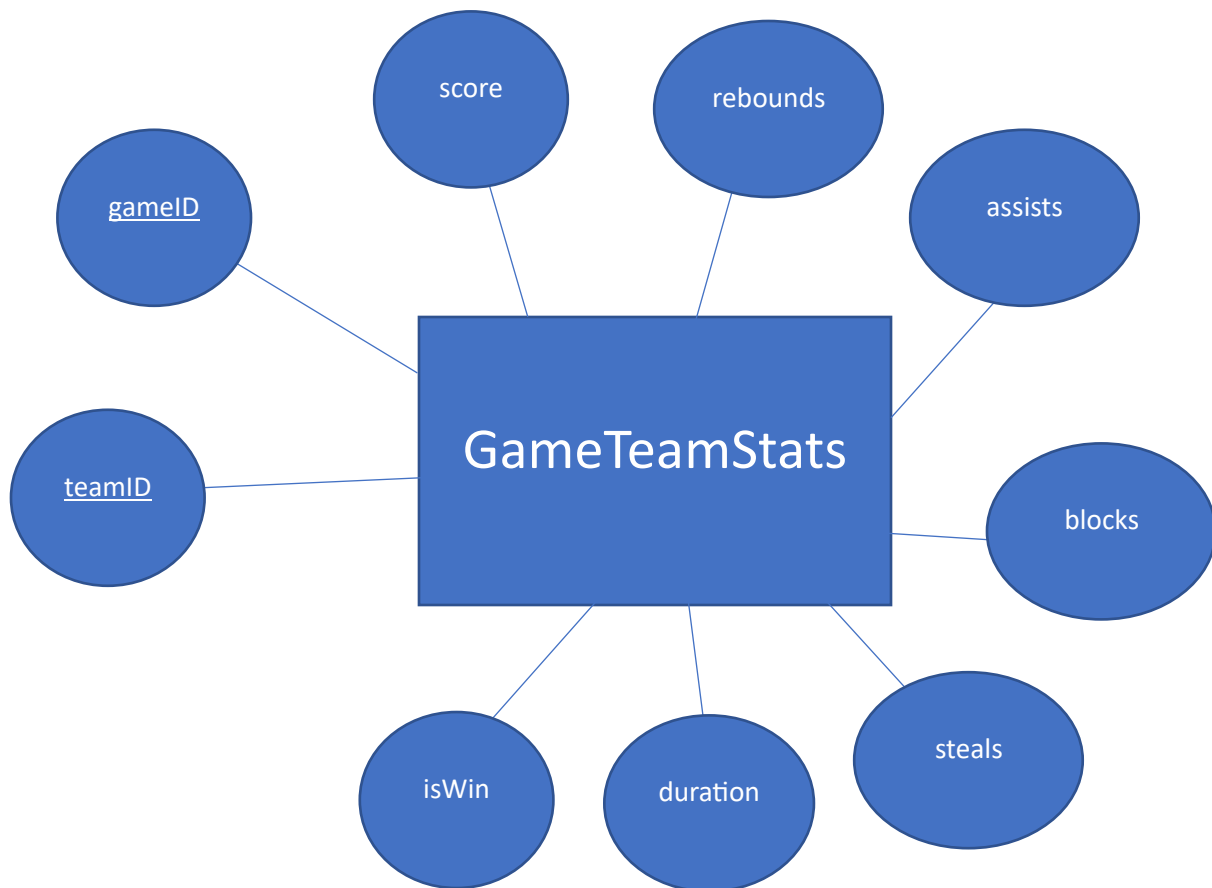 score
rebounds
gameID
assists
GameTeamStats
teamID
blocks
steals
isWin
duration